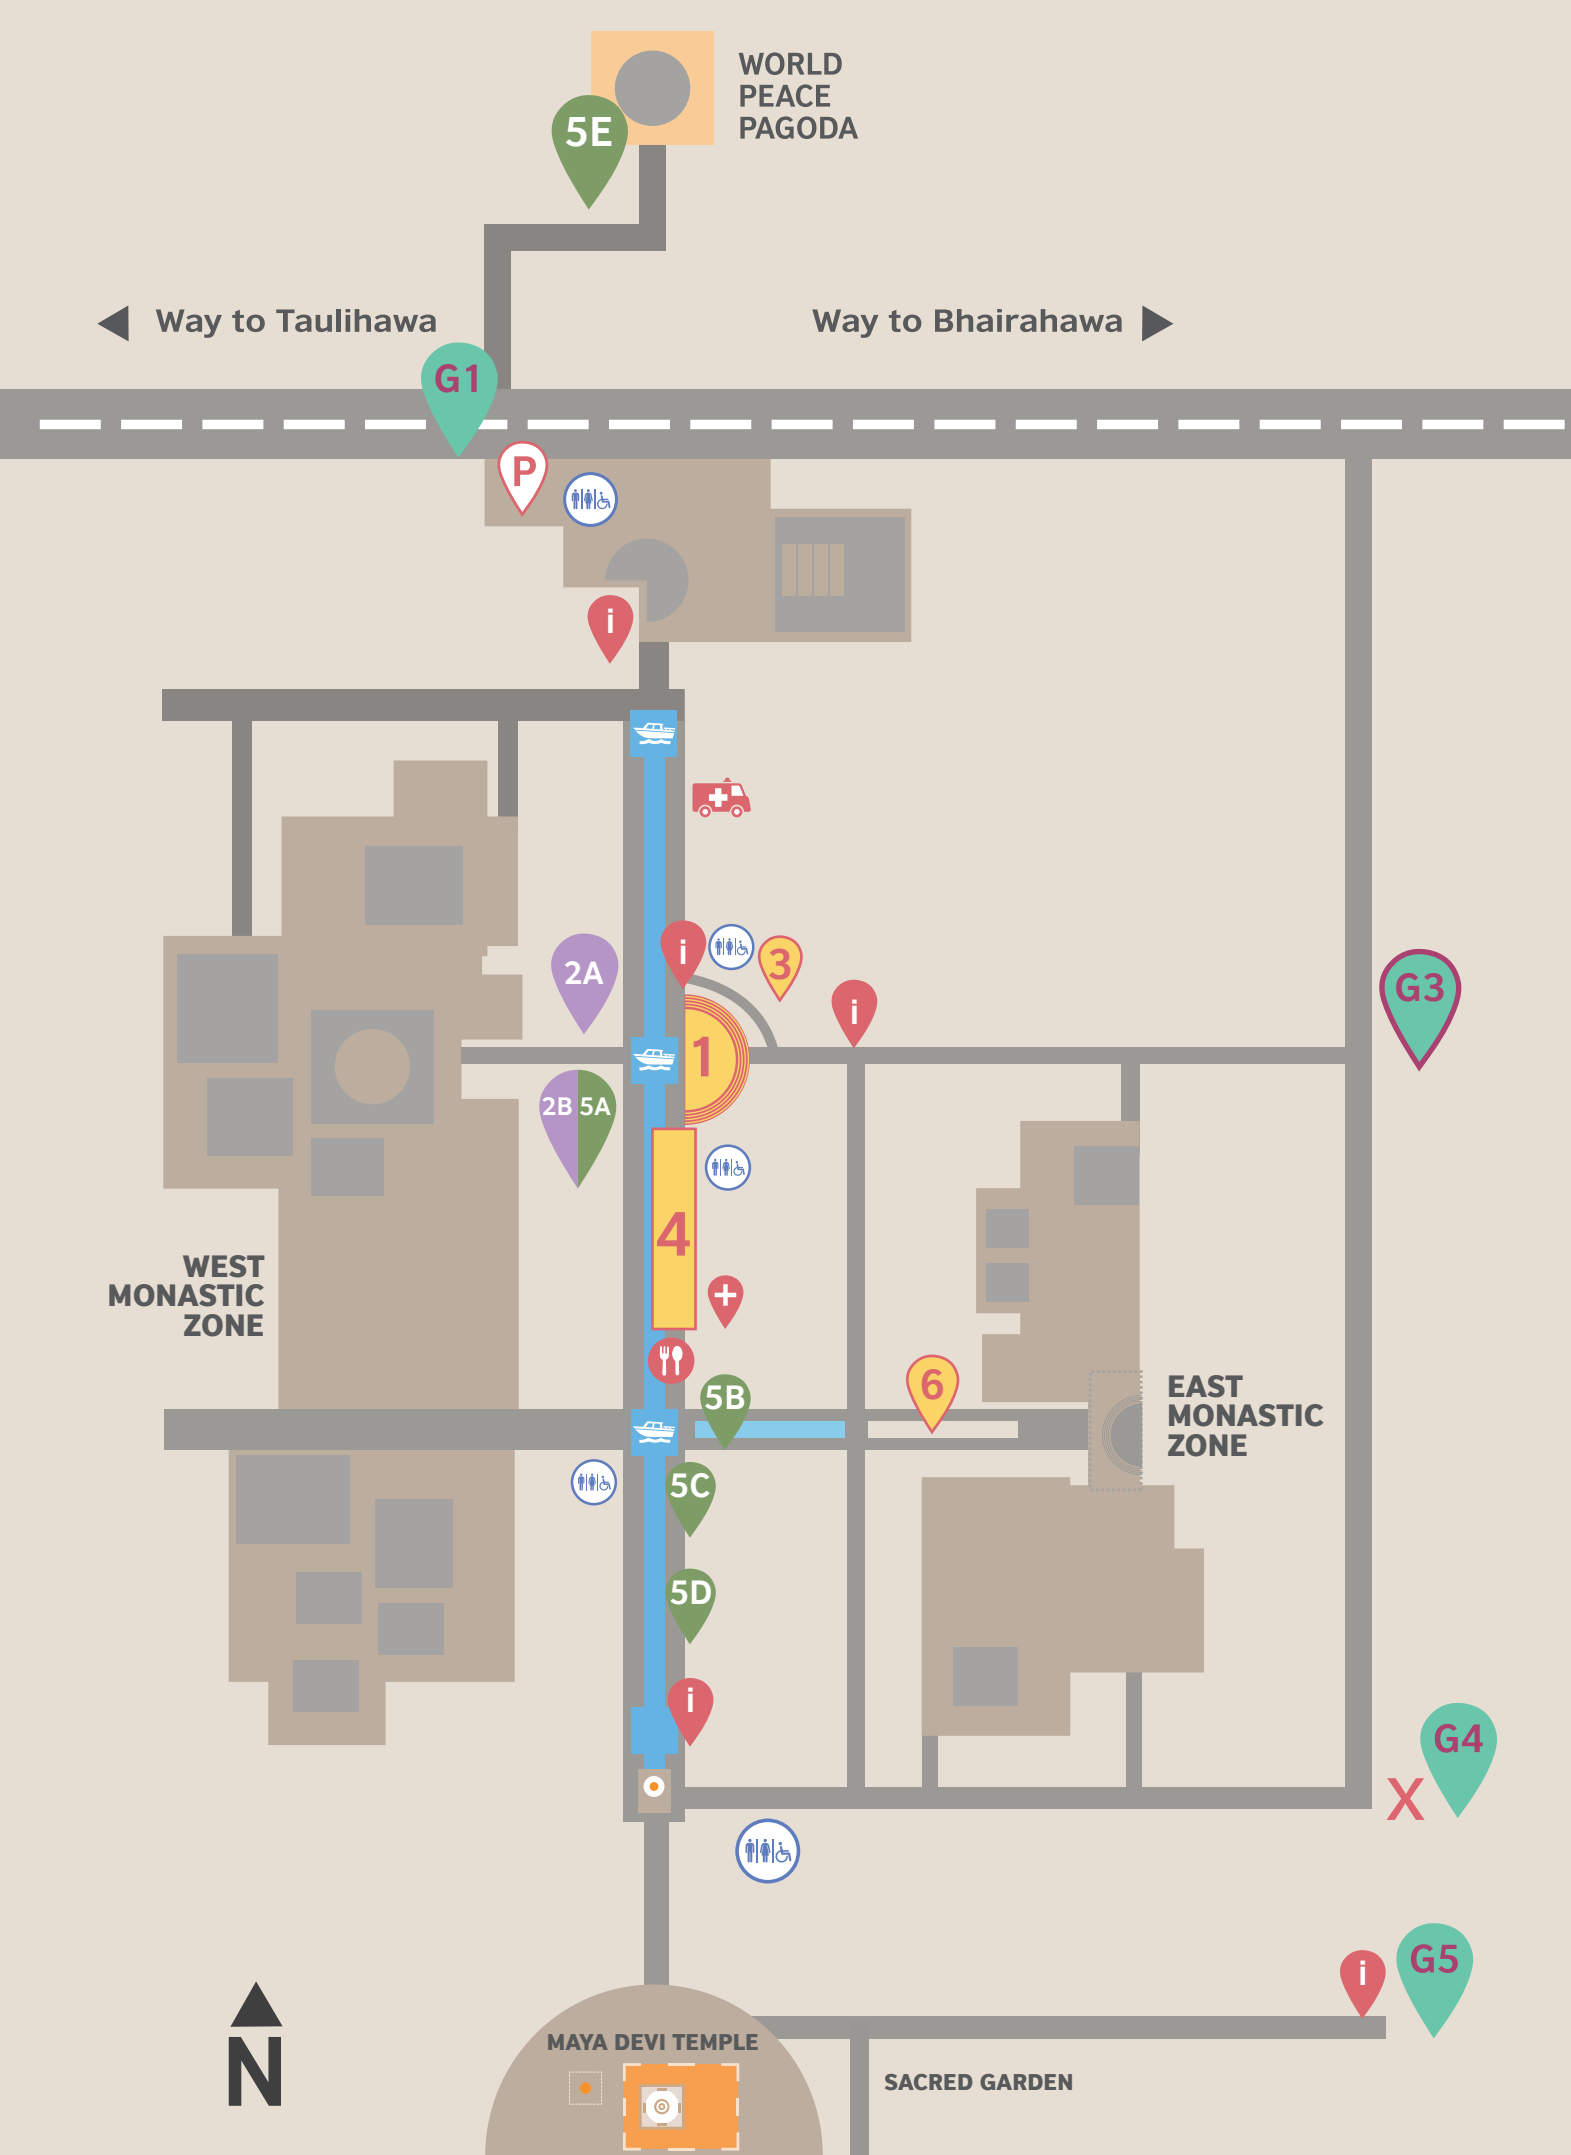 WORLD
PEACE
PAGODA
5E
Way to Taulihawa
Way to Bhairahawa
G1
P
i
i
3
2A
i
G3
1
2B 5A
4
WEST
MONASTIC
ZONE
6
5B
EAST
MONASTIC
ZONE
5C
5D
i
G4
X
G5
i
N
MAYA DEVI TEMPLE
SACRED GARDEN